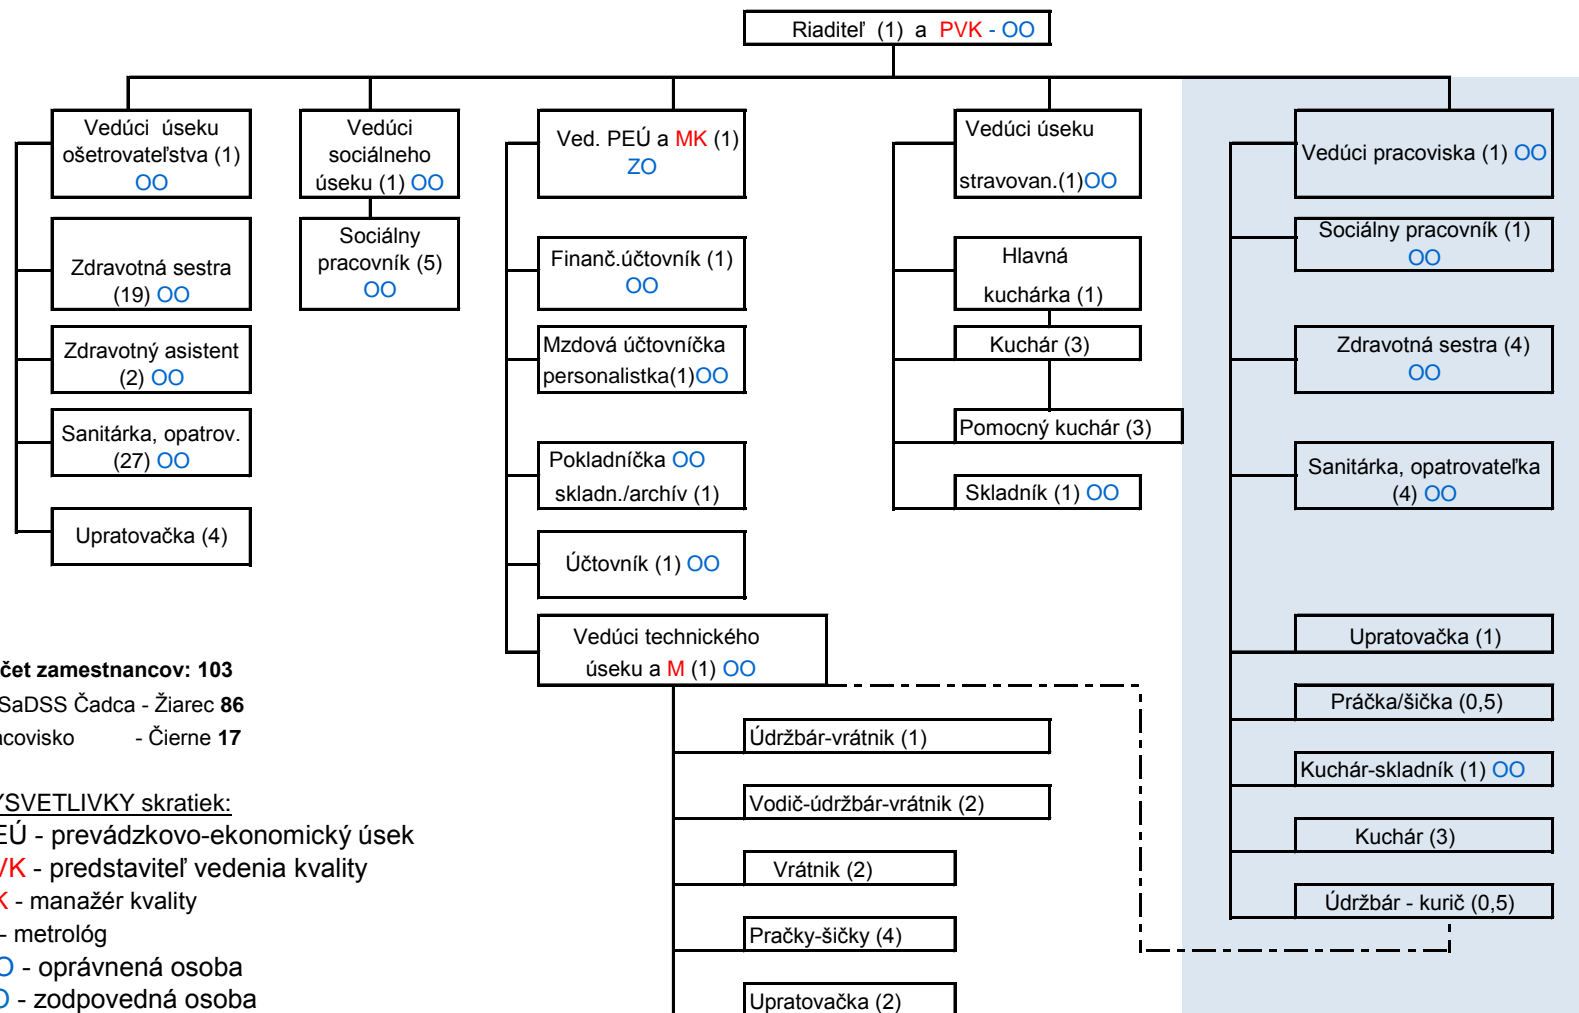 Riaditeľ (1) a PVK - OO
Vedúci úseku
ošetrovateľstva (1)
OO
Zdravotná sestra
(19) OO
Zdravotný asistent
(2) OO
Sanitárka, opatrov.
(27) OO
Upratovačka (4)
Vedúci
sociálneho
úseku (1) OO
Sociálny
pracovník (5)
OO
Ved. PEÚ a MK (1)
ZO
Finanč.účtovník (1)
OO
Mzdová účtovníčka
personalistka(1)OO
Pokladníčka OO
skladn./archív (1)
Účtovník (1) OO
Vedúci technického
úseku a M (1) OO
Údržbár-vrátnik (1)
Vodič-údržbár-vrátnik (2)
Vrátnik (2)
Pračky-šičky (4)
Upratovačka (2)
Vedúci úseku
stravovan.(1)OO
Hlavná
kuchárka (1)
Kuchár (3)
Pomocný kuchár (3)
Skladník (1) OO
Vedúci pracoviska (1) OO
Sociálny pracovník (1)
OO
Zdravotná sestra (4)
OO
Sanitárka, opatrovateľka
(4) OO
Upratovačka (1)
Práčka/šička (0,5)
Kuchár-skladník (1) OO
Kuchár (3)
Údržbár - kurič (0,5)
čet zamestnancov: 103
SaDSS Čadca - Žiarec 86
acovisko - Čierne 17
YSVETLIVKY skratiek:
EÚ - prevádzkovo-ekonomický úsek
VK - predstaviteľ vedenia kvality
K - manažér kvality
- metrológ
O - oprávnená osoba
O - zodpovedná osoba